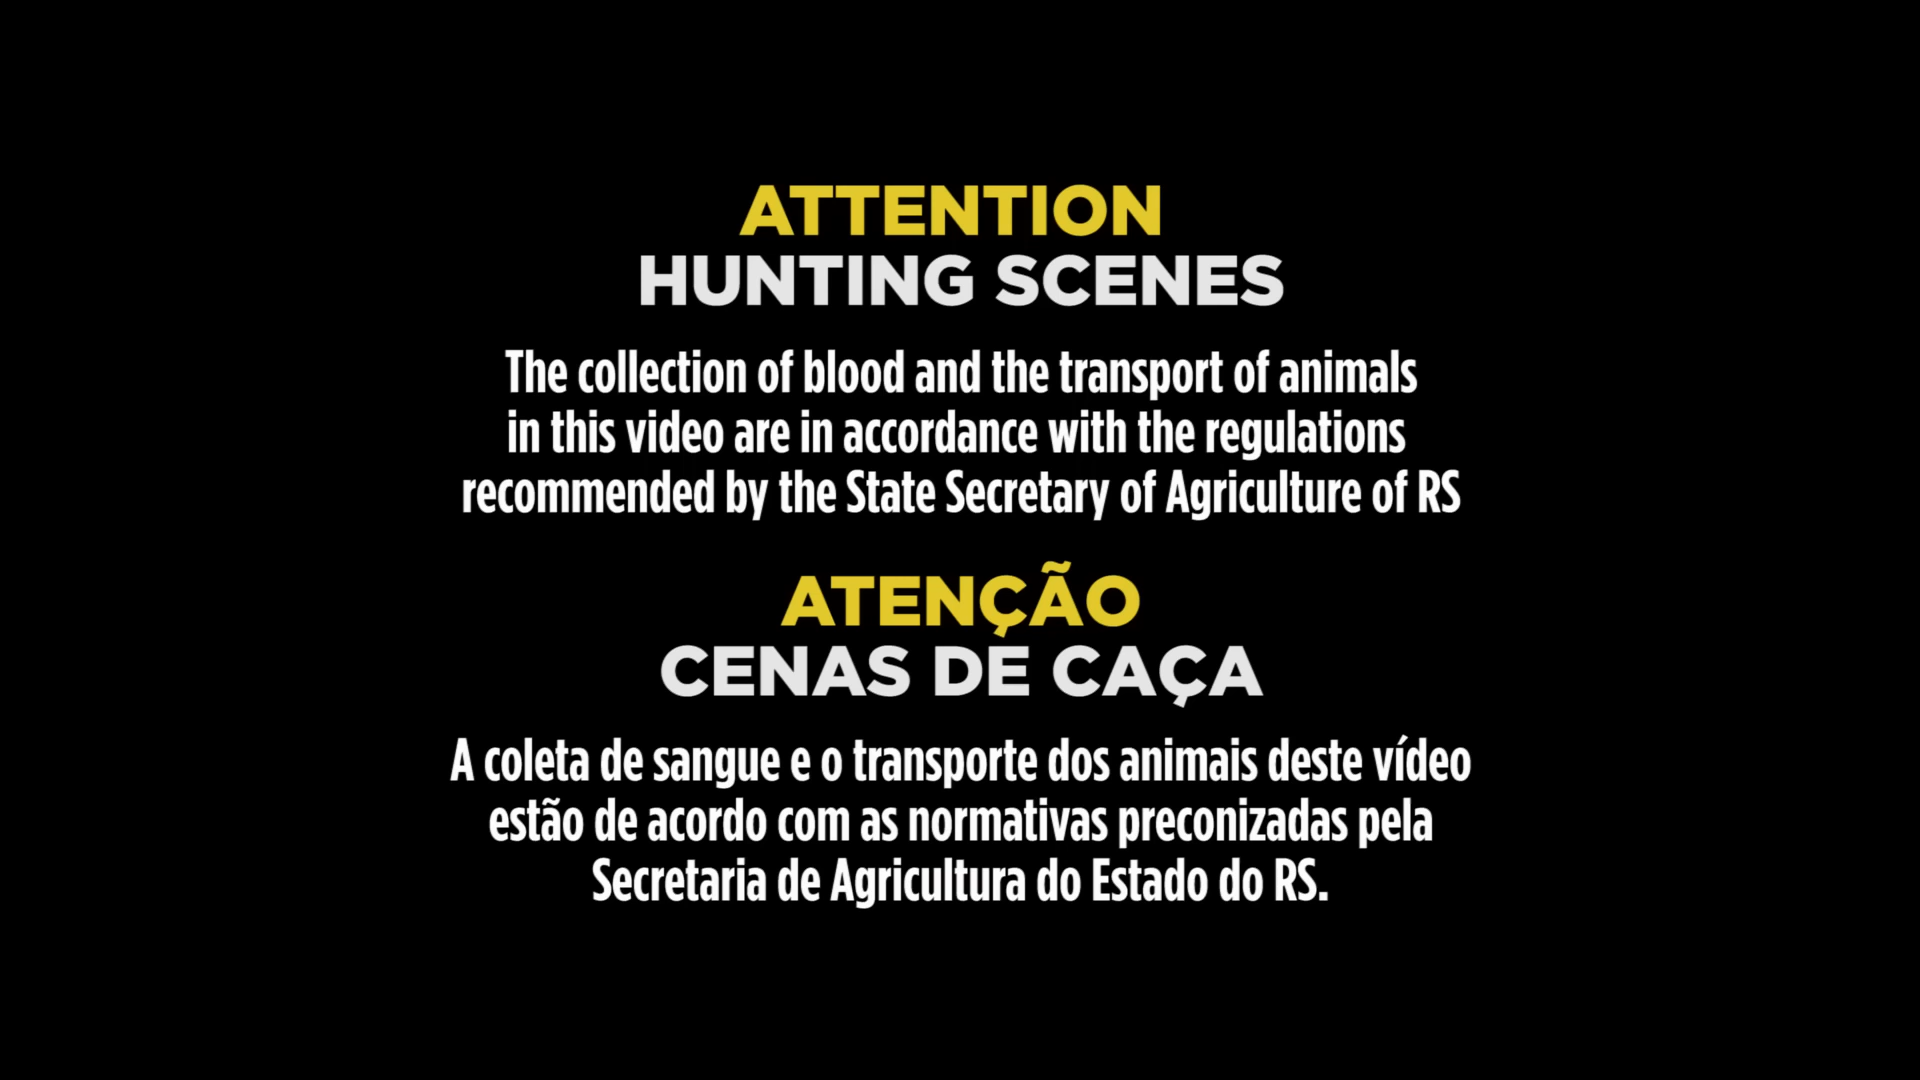 ATTENTION
HUNTING SCENES
The collection of blood and the transport of animals
in this video are in accordance with the regulations
recommended by the State Secretary of Agriculture of RS
ATENÇÃO
CENAS DE CAÇA
A coleta de sangue e o transporte dos animais deste vídeo
estão de acordo com as normativas preconizadas pela
Secretaria de Agricultura do Estado do RS.